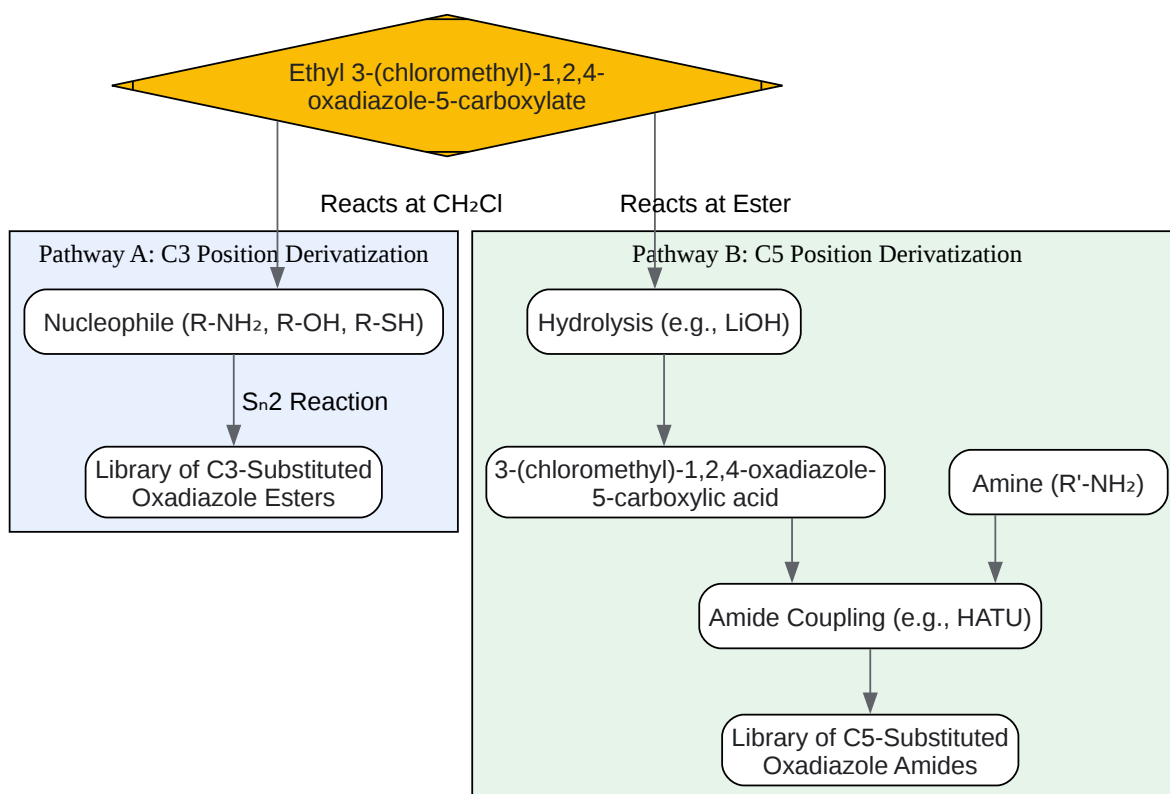 Ethyl 3-(chloromethyl)-1,2,4-
oxadiazole-5-carboxylate
Reacts at CH₂Cl
Reacts at Ester
Pathway A: C3 Position Derivatization
Nucleophile (R-NH₂, R-OH, R-SH)
Sₙ2 Reaction
Library of C3-Substituted
Oxadiazole Esters
Pathway B: C5 Position Derivatization
Hydrolysis (e.g., LiOH)
3-(chloromethyl)-1,2,4-oxadiazole-
5-carboxylic acid
Amine (R'-NH₂)
Amide Coupling (e.g., HATU)
Library of C5-Substituted
Oxadiazole Amides